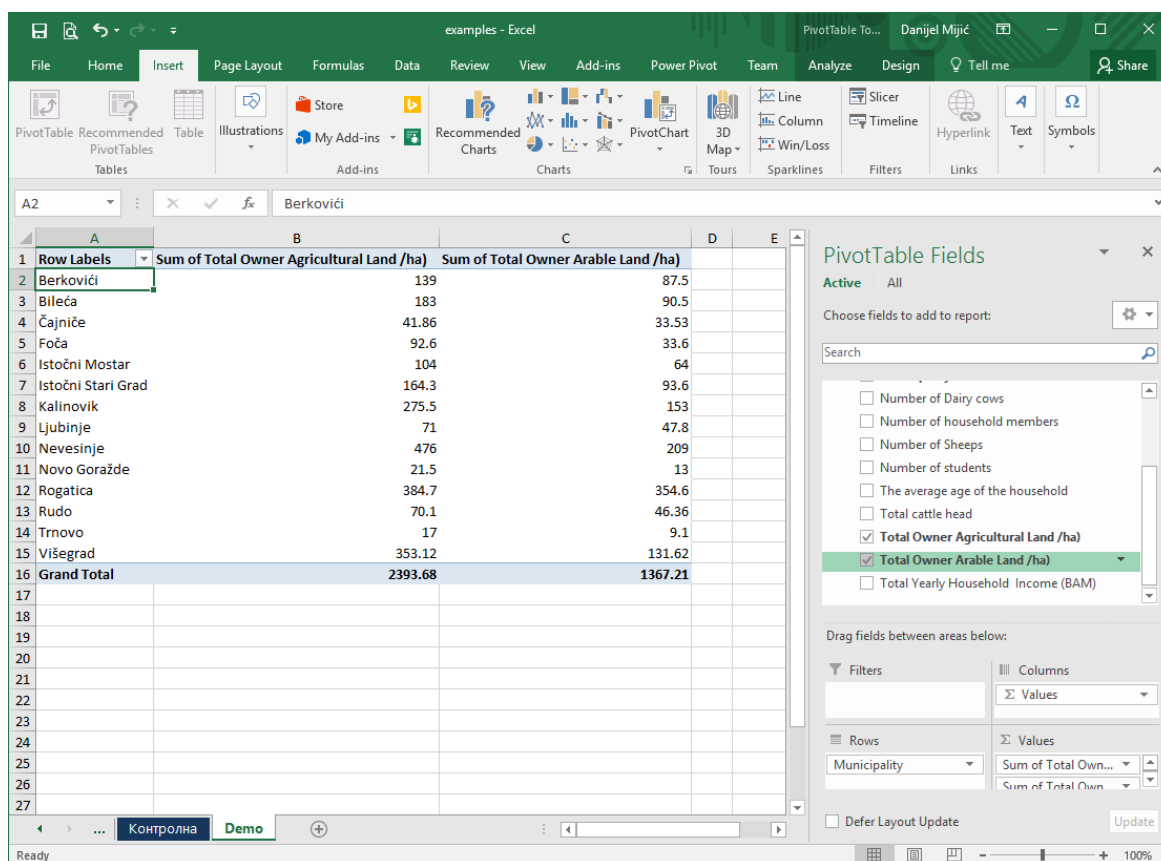 examples - Excel PivotTable To... Danijel Mijić
File Home Insert Page Layout Formulas Data Review View Add-ins Power Pivot Team Analyze Design Tell me Share
PivotTable Recommended PivotTables Table Illustrations Store My Add-ins Recommended Charts PivotChart 3D Map Line Column Win/Loss Slicer Timeline Hyperlink Text Symbols
Tables Add-ins Charts Tours Sparklines Filters Links
A2 fx Berkovići
A B C D E
1 Row Labels Sum of Total Owner Agricultural Land /ha) Sum of Total Owner Arable Land /ha)
2 Berkovići 139 87.5
3 Bileća 183 90.5
4 Čajniče 41.86 33.53
5 Foča 92.6 33.6
6 Istočni Mostar 104 64
7 Istočni Stari Grad 164.3 93.6
8 Kalinovik 275.5 153
9 Ljubinje 71 47.8
10 Nevesinje 476 209
11 Novo Goražde 21.5 13
12 Rogatica 384.7 354.6
13 Rudo 70.1 46.36
14 Trnovo 17 9.1
15 Višegrad 353.12 131.62
16 Grand Total 2393.68 1367.21
17
18
19
20
21
22
23
24
25
26
27
PivotTable Fields
Active All
Choose fields to add to report:
Search
Number of Dairy cows
Number of household members
Number of Sheeps
Number of students
The average age of the household
Total cattle head
Total Owner Agricultural Land /ha)
Total Owner Arable Land /ha)
Total Yearly Household Income (BAM)
Drag fields between areas below:
Filters Columns
Σ Values
Rows Σ Values
Municipality Sum of Total Own...
Sum of Total Own
Defer Layout Update Update
... Контролна Demo
Ready 100%